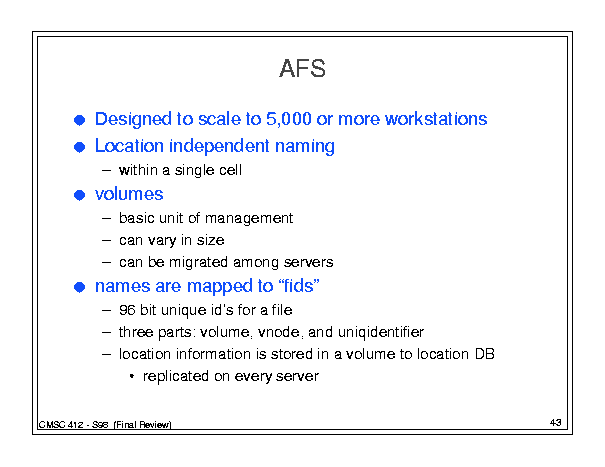 AFS
Designed to scale to 5,000 or more workstations
Location independent naming
– within a single cell
volumes
– basic unit of management
– can vary in size
– can be migrated among servers
names are mapped to “fids”
– 96 bit unique id’s for a file
– three parts: volume, vnode, and uniqidentifier
– location information is stored in a volume to location DB
• replicated on every server
CMSC 412 - S98 (Final Review)
43